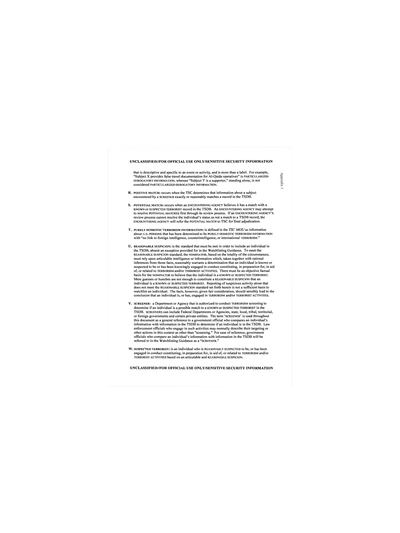 UNCLASSIFIED//FOR OFFICIAL USE ONLY/SENSITIVE SECURITY INFORMATION
that is descriptive and specific to an event or activity, and is more than a label. For example,
"Subject X provides false travel documentation for Al-Qaida operatives" is PARTICULARIZED
DEROGATORY INFORMATION, whereas "Subject Y is a supporter," standing alone, is not
considered PARTICULARIZED DEROGATORY INFORMATION.
R. POSITIVE MATCH: occurs when the TSC determines that information about a subject
encountered by a SCREENER exactly or reasonably matches a record in the TSDB.
S. POTENTIAL MATCH: occurs when an ENCOUNTERING AGENCY believes it has a match with a
KNOWN or SUSPECTED TERRORIST record in the TSDB. An ENCOUNTERING AGENCY may attempt
to resolve POTENTIAL MATCHES first through its review process. If an ENCOUNTERING AGENCY'S
review process cannot resolve the individual's status as not a match to a TSDB record, the
ENCOUNTERING AGENCY will refer the POTENTIAL MATCH to TSC for final adjudication.
T. PURELY DOMESTIC TERRORISM INFORMATION: is defined in the TSC MOU as information
about U.S. PERSONS that has been determined to be PURELY DOMESTIC TERRORISM INFORMATION
with "no link to foreign intelligence, counterintelligence, or international TERRORISM."
U. REASONABLE SUSPICION: is the standard that must be met in order to include an individual in
the TSDB, absent an exception provided for in the Watchlisting Guidance. To meet the
REASONABLE SUSPICION standard, the NOMINATOR, based on the totality of the circumstances,
must rely upon articulable intelligence or information which, taken together with rational
inferences from those facts, reasonably warrants a determination that an individual is known or
suspected to be or has been knowingly engaged in conduct constituting, in preparation for, in aid
of, or related to TERRORISM and/or TERRORIST ACTIVITIES. There must be an objective factual
basis for the NOMINATOR to believe that the individual is a KNOWN or SUSPECTED TERRORIST.
Mere guesses or hunches are not enough to constitute a REASONABLE SUSPICION that an
individual is a KNOWN or SUSPECTED TERRORIST. Reporting of suspicious activity alone that
does not meet the REASONABLE SUSPICION standard set forth herein is not a sufficient basis to
watchlist an individual. The facts, however, given fair consideration, should sensibly lead to the
conclusion that an individual is, or has, engaged in TERRORISM and/or TERRORIST ACTIVITIES.
V. SCREENER: a Department or Agency that is authorized to conduct TERRORISM screening to
determine if an individual is a possible match to a KNOWN or SUSPECTED TERRORIST in the
TSDB. SCREENERS can include Federal Departments or Agencies, state, local, tribal, territorial,
or foreign governments and certain private entities. The term "SCREENER" is used throughout
this document as a general reference to a government official who compares an individual's
information with information in the TSDB to determine if an individual is in the TSDB. Law
enforcement officials who engage in such activities may normally describe their targeting or
other actions in this context as other than "screening." For ease of reference, government
officials who compare an individual's information with information in the TSDB will be
referred to in the Watchlisting Guidance as a "SCREENER."
W. SUSPECTED TERRORIST: is an individual who is REASONABLY SUSPECTED to be, or has been
engaged in conduct constituting, in preparation for, in aid of, or related to TERRORISM and/or
TERRORIST ACTIVITIES based on an articulable and REASONABLE SUSPICION.
UNCLASSIFIED//FOR OFFICIAL USE ONLY/SENSITIVE SECURITY INFORMATION